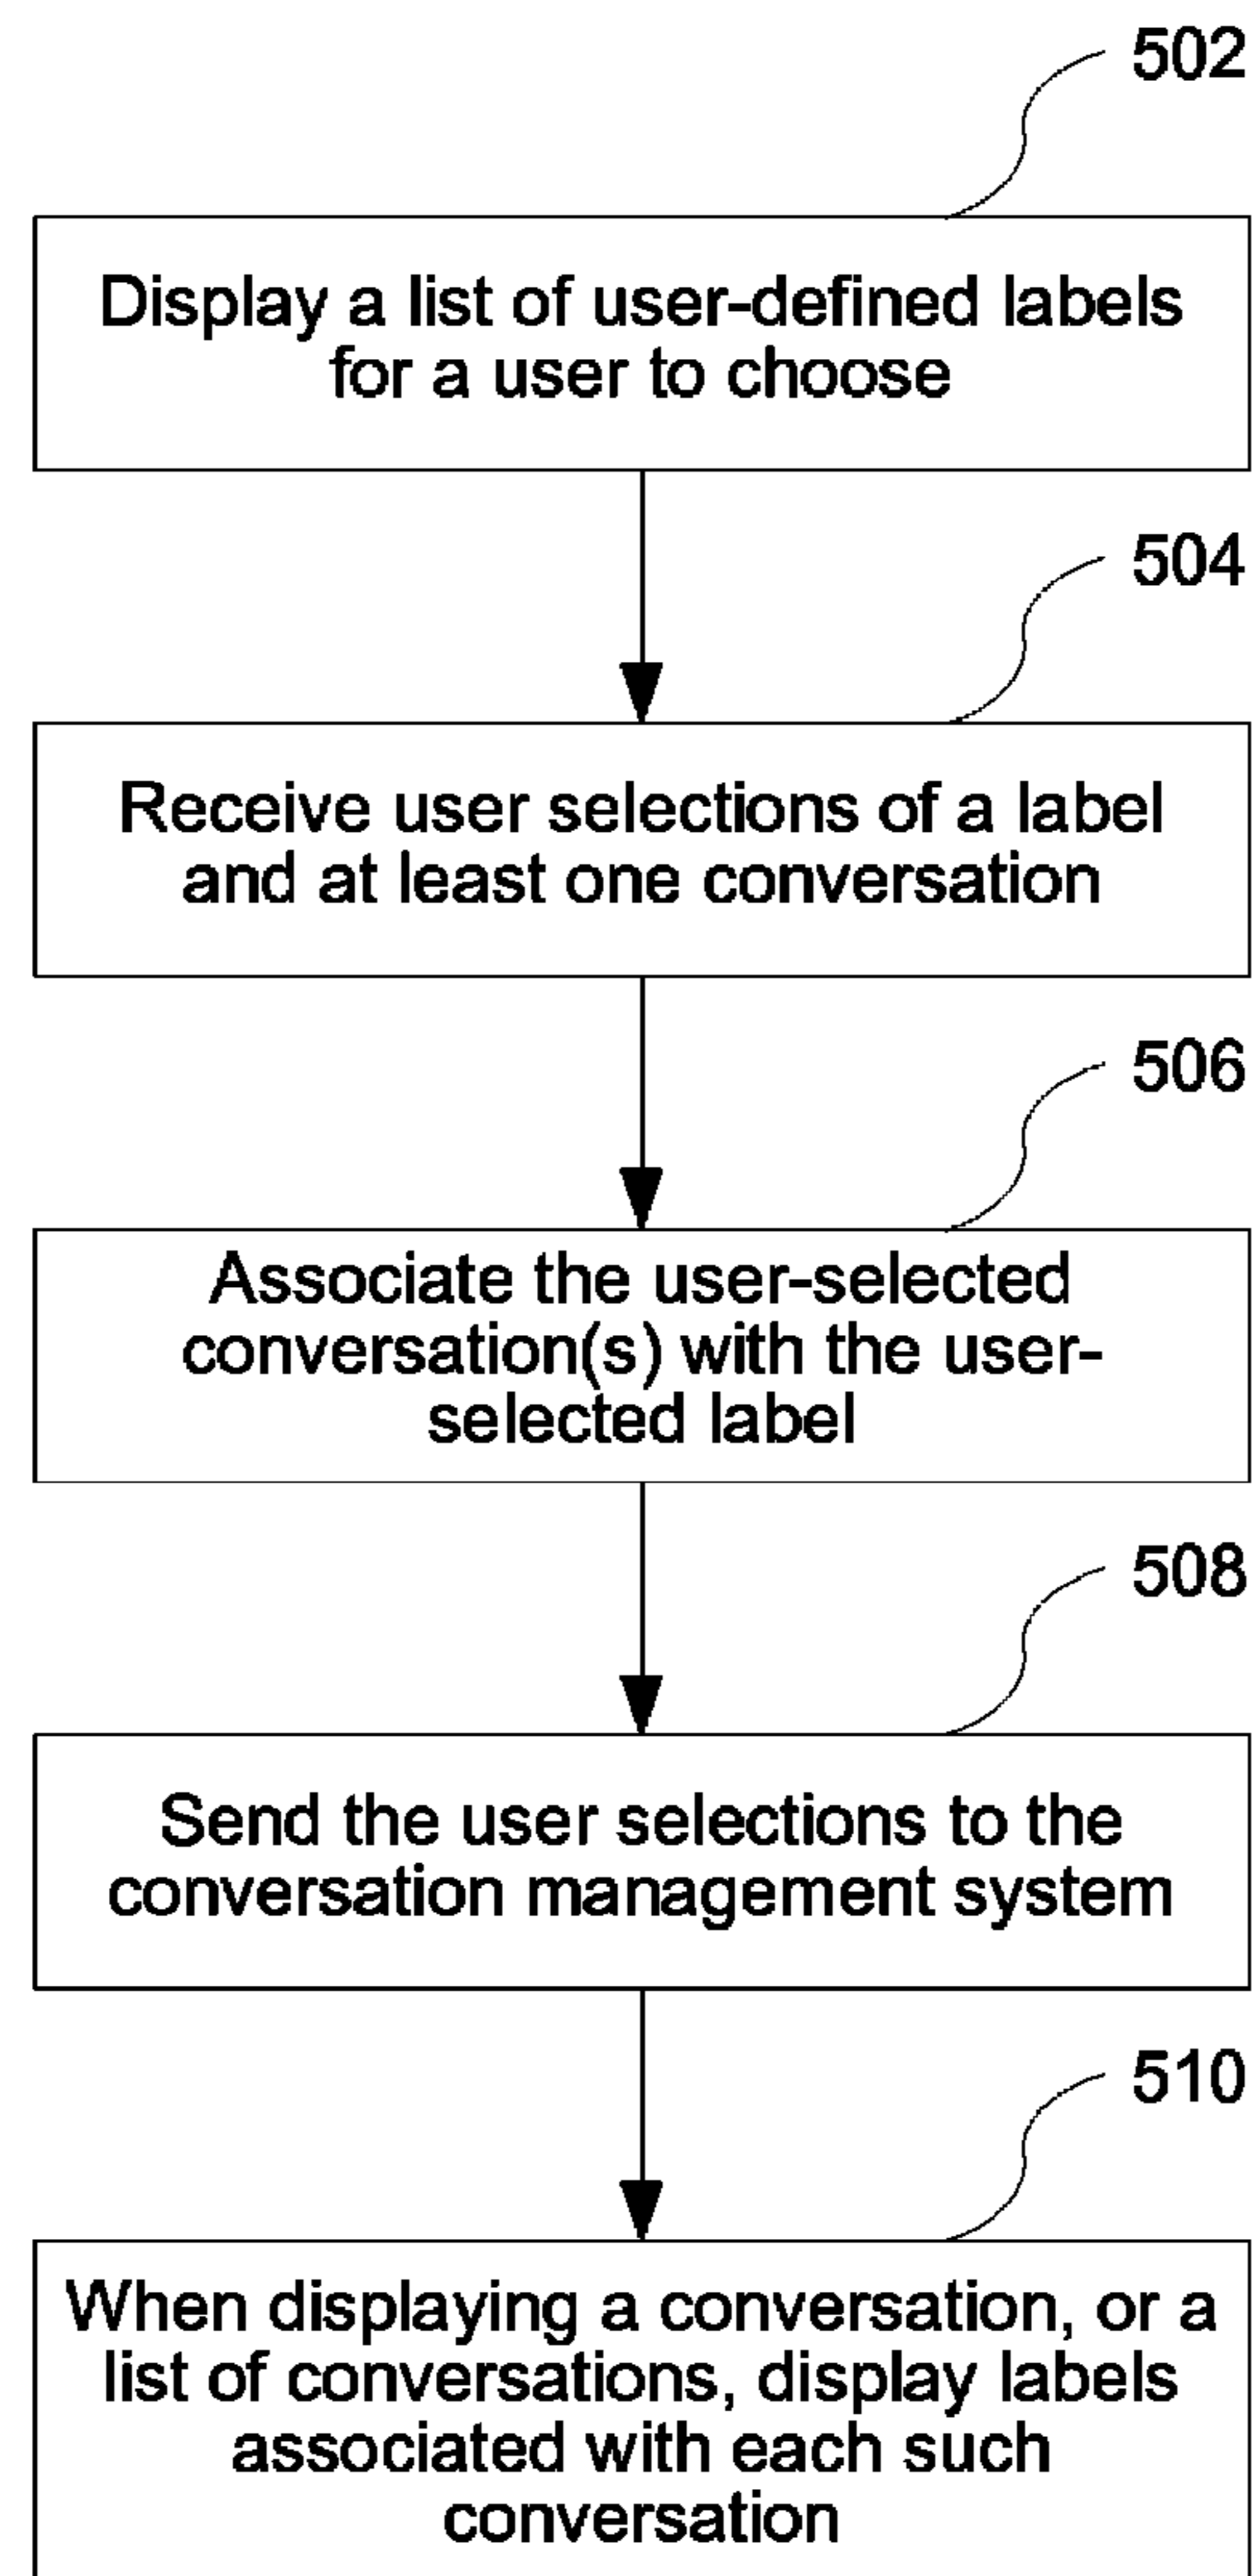 502
Display a list of user-defined labels
for a user to choose
504
Receive user selections of a label
and at least one conversation
506
Associate the user-selected
conversation(s) with the user-
selected label
508
Send the user selections to the
conversation management system
510
When displaying a conversation, or a
list of conversations, display labels
associated with each such
conversation